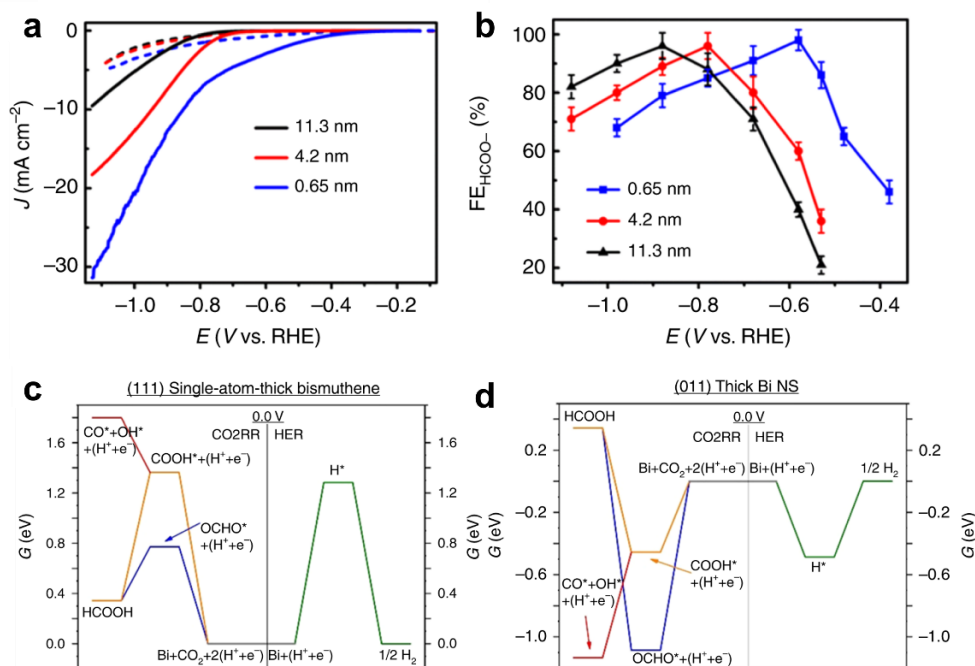 a
0
−10
−20
−30
J (mA cm−2)
11.3 nm
4.2 nm
0.65 nm
−1.0
−0.8
−0.6
−0.4
−0.2
E (V vs. RHE)
b
100
80
60
40
20
FEHCOO− (%)
0.65 nm
4.2 nm
11.3 nm
−1.0
−0.8
−0.6
−0.4
E (V vs. RHE)
c
(111) Single-atom-thick bismuthene
0.0 V
CO2RR
HER
1.6
1.2
0.8
0.4
0.0
G (eV)
CO*+OH*
+(H++e−)
COOH*+(H++e−)
OCHO*
+(H++e−)
HCOOH
Bi+CO2+2(H++e−)
H*
Bi+(H++e−)
1/2 H2
1.6
1.2
0.8
0.4
0.0
G (eV)
d
(011) Thick Bi NS
0.0 V
CO2RR
HER
0.2
−0.2
−0.6
−1.0
G (eV)
HCOOH
Bi+CO2+2(H++e−)
Bi+(H++e−)
1/2 H2
CO*+OH*
+(H++e−)
COOH*
+(H++e−)
OCHO*+(H++e−)
H*
0.2
−0.2
−0.6
−1.0
G (eV)